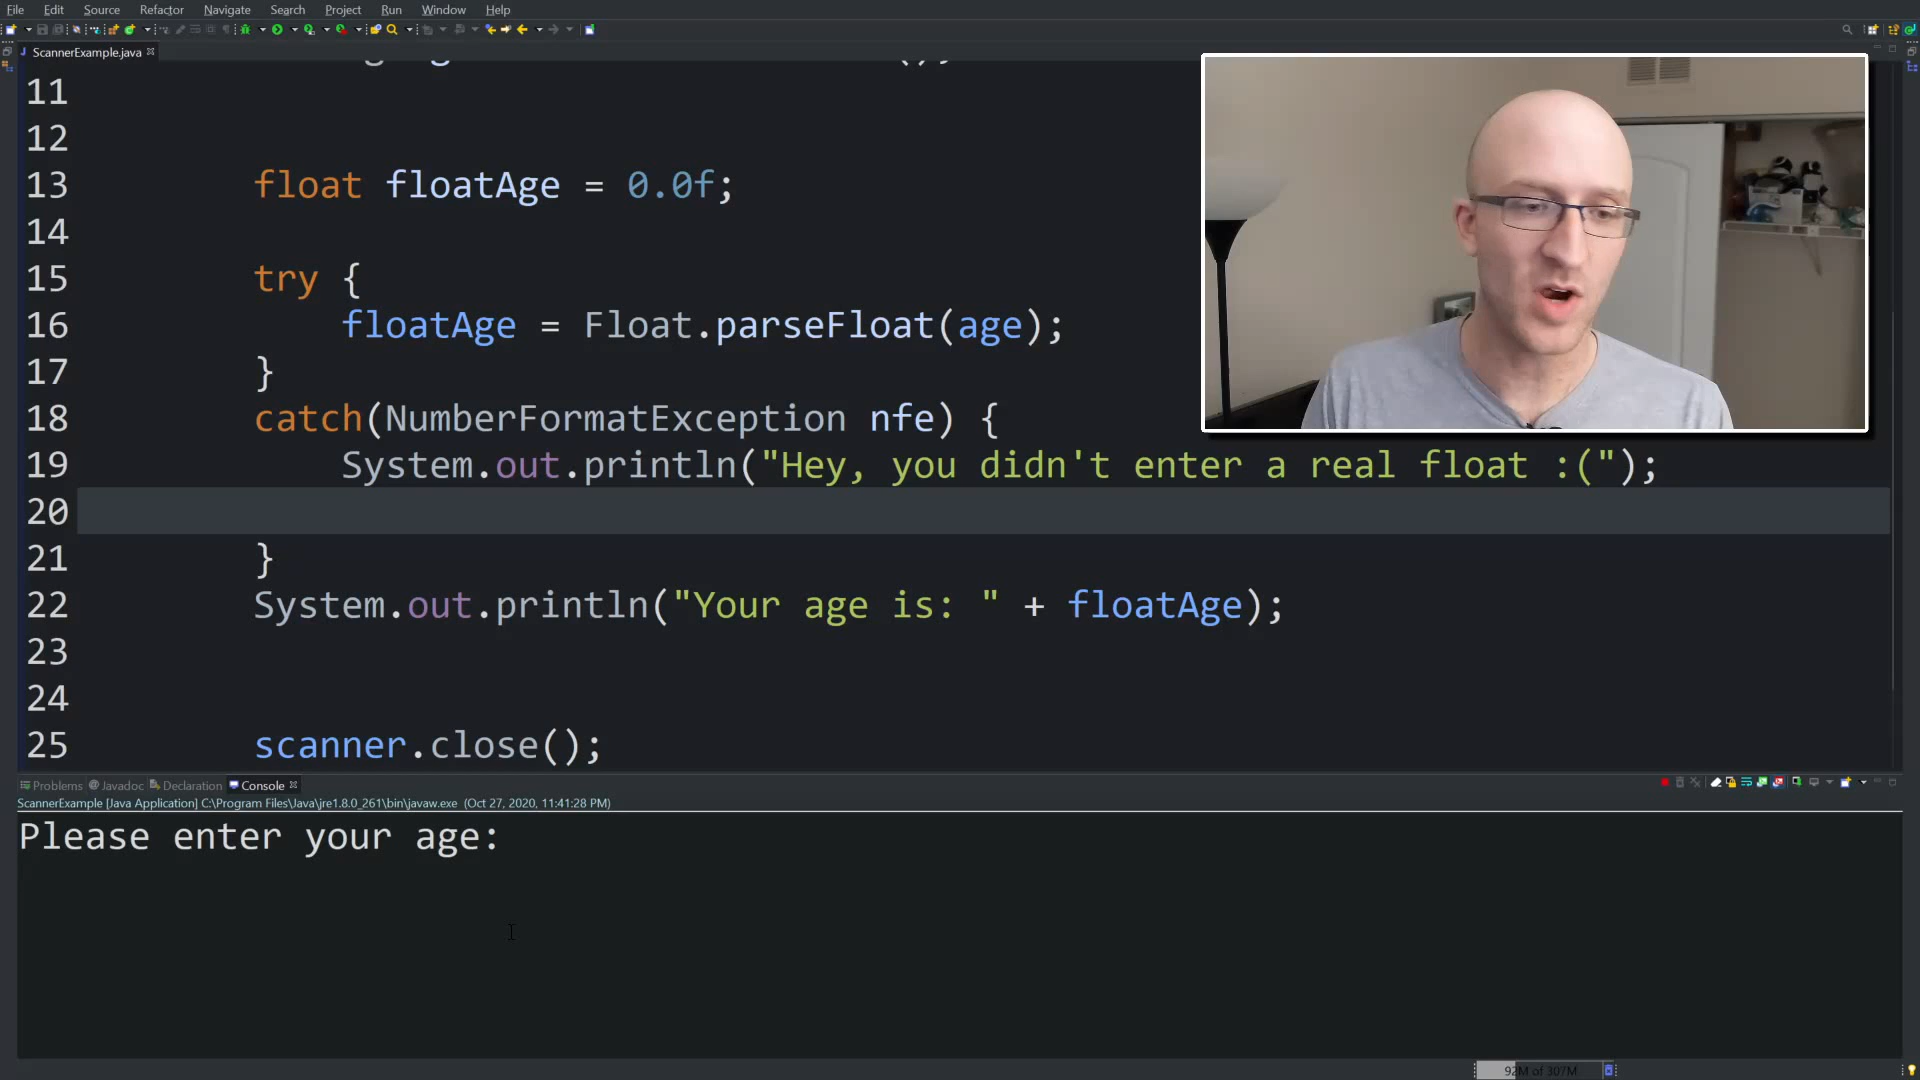 File Edit Source Refactor Navigate Search Project Run Window Help
ScannerExample.java
11
12
13 float floatAge = 0.0f;
14
15 try {
16 floatAge = Float.parseFloat(age);
17 }
18 catch(NumberFormatException nfe) {
19 System.out.println("Hey, you didn't enter a real float :(");
20
21 }
22 System.out.println("Your age is: " + floatAge);
23
24
25 scanner.close();
Problems @ Javadoc Declaration Console
ScannerExample [Java Application] C:\Program Files\Java\jre1.8.0_261\bin\javaw.exe (Oct 27, 2020, 11:41:28 PM)
Please enter your age:
92M of 307M